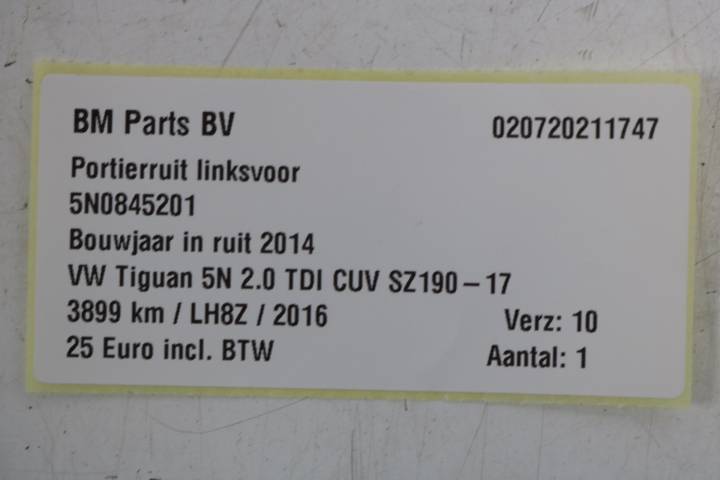 BM Parts BV 020720211747
Portierruit linksvoor
5N0845201
Bouwjaar in ruit 2014
VW Tiguan 5N 2.0 TDI CUV SZ190-17
3899 km / LH8Z / 2016 Verz: 10
25 Euro incl. BTW Aantal: 1